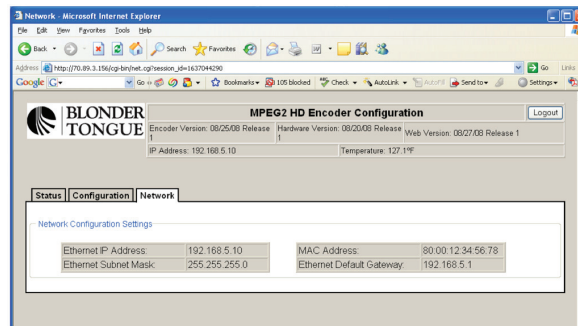 Network - Microsoft Internet Explorer
File Edit View Favorites Tools Help
Back Search Favorites
Address http://70.89.3.156/cgi-bin/net.cgi?session_id=1637044290 Go Links
Google G Go Bookmarks 105 blocked Check AutoLink AutoFill Send to Settings
BLONDER TONGUE
MPEG2 HD Encoder Configuration
Logout
Encoder Version: 08/25/08 Release 1
Hardware Version: 08/20/08 Release 1
Web Version: 08/27/08 Release 1
IP Address: 192.168.5.10
Temperature: 127.1ºF
Status Configuration Network
Network Configuration Settings
Ethernet IP Address: 192.168.5.10
MAC Address: 80:00:12:34:56:78
Ethernet Subnet Mask: 255.255.255.0
Ethernet Default Gateway: 192.168.5.1